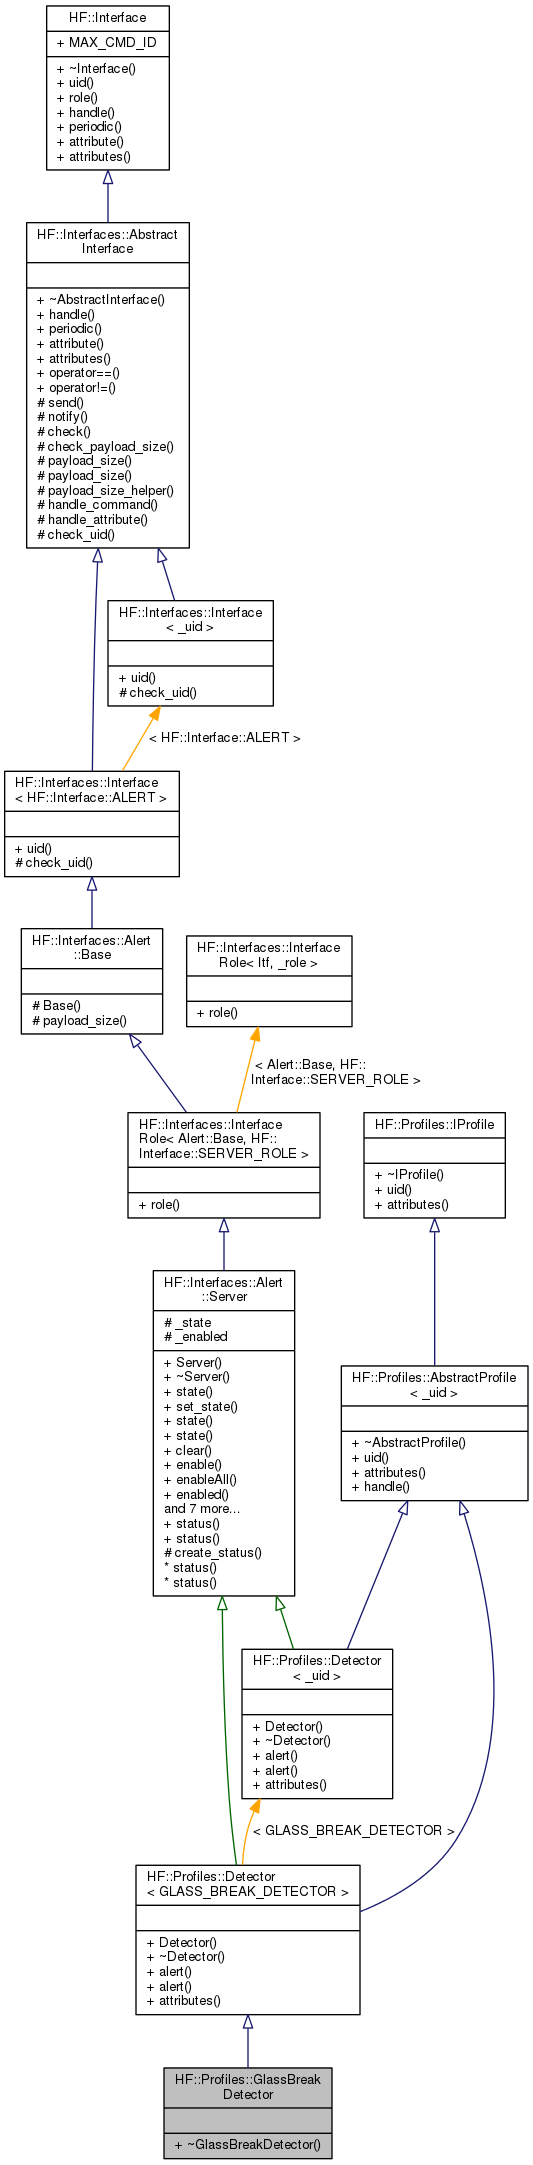 HF::Interface
+ MAX_CMD_ID
+ ~Interface()
+ uid()
+ role()
+ handle()
+ periodic()
+ attribute()
+ attributes()
HF::Interfaces::Abstract
Interface
+ ~AbstractInterface()
+ handle()
+ periodic()
+ attribute()
+ attributes()
+ operator==()
+ operator!=()
# send()
# notify()
# check()
# check_payload_size()
# payload_size()
# payload_size()
# payload_size_helper()
# handle_command()
# handle_attribute()
# check_uid()
HF::Interfaces::Interface
< _uid >
+ uid()
# check_uid()
< HF::Interface::ALERT >
HF::Interfaces::Interface
< HF::Interface::ALERT >
+ uid()
# check_uid()
HF::Interfaces::Alert
::Base
# Base()
# payload_size()
HF::Interfaces::Interface
Role< Itf, _role >
+ role()
< Alert::Base, HF::
Interface::SERVER_ROLE >
HF::Interfaces::Interface
Role< Alert::Base, HF::
Interface::SERVER_ROLE >
+ role()
HF::Profiles::IProfile
+ ~IProfile()
+ uid()
+ attributes()
HF::Interfaces::Alert
::Server
# _state
# _enabled
+ Server()
+ ~Server()
+ state()
+ set_state()
+ state()
+ state()
+ clear()
+ enable()
+ enableAll()
+ enabled()
and 7 more...
+ status()
+ status()
# create_status()
* status()
* status()
HF::Profiles::AbstractProfile
< _uid >
+ ~AbstractProfile()
+ uid()
+ attributes()
+ handle()
HF::Profiles::Detector
< _uid >
+ Detector()
+ ~Detector()
+ alert()
+ alert()
+ attributes()
< GLASS_BREAK_DETECTOR >
HF::Profiles::Detector
< GLASS_BREAK_DETECTOR >
+ Detector()
+ ~Detector()
+ alert()
+ alert()
+ attributes()
HF::Profiles::GlassBreak
Detector
+ ~GlassBreakDetector()